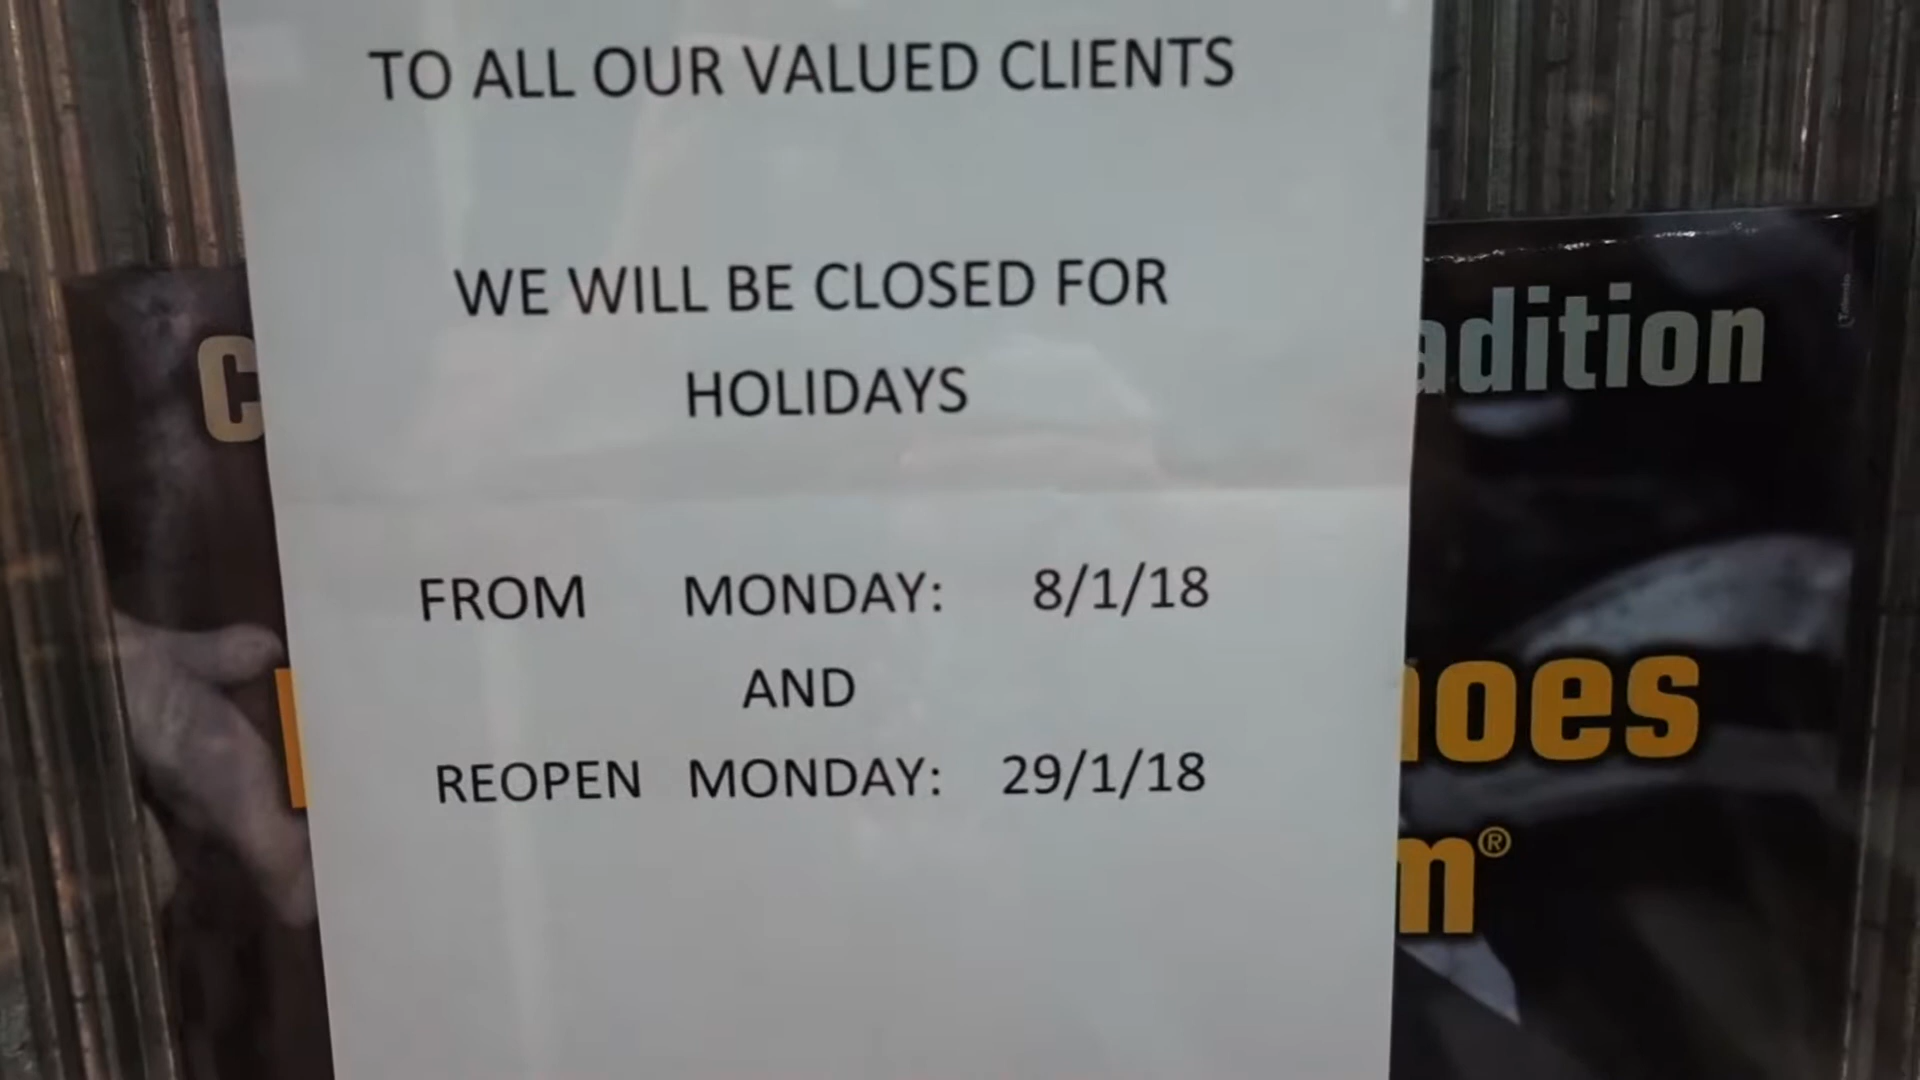 TO ALL OUR VALUED CLIENTS
WE WILL BE CLOSED FOR
HOLIDAYS
FROM MONDAY: 8/1/18
AND
REOPEN MONDAY: 29/1/18
C
adition
oes
m®